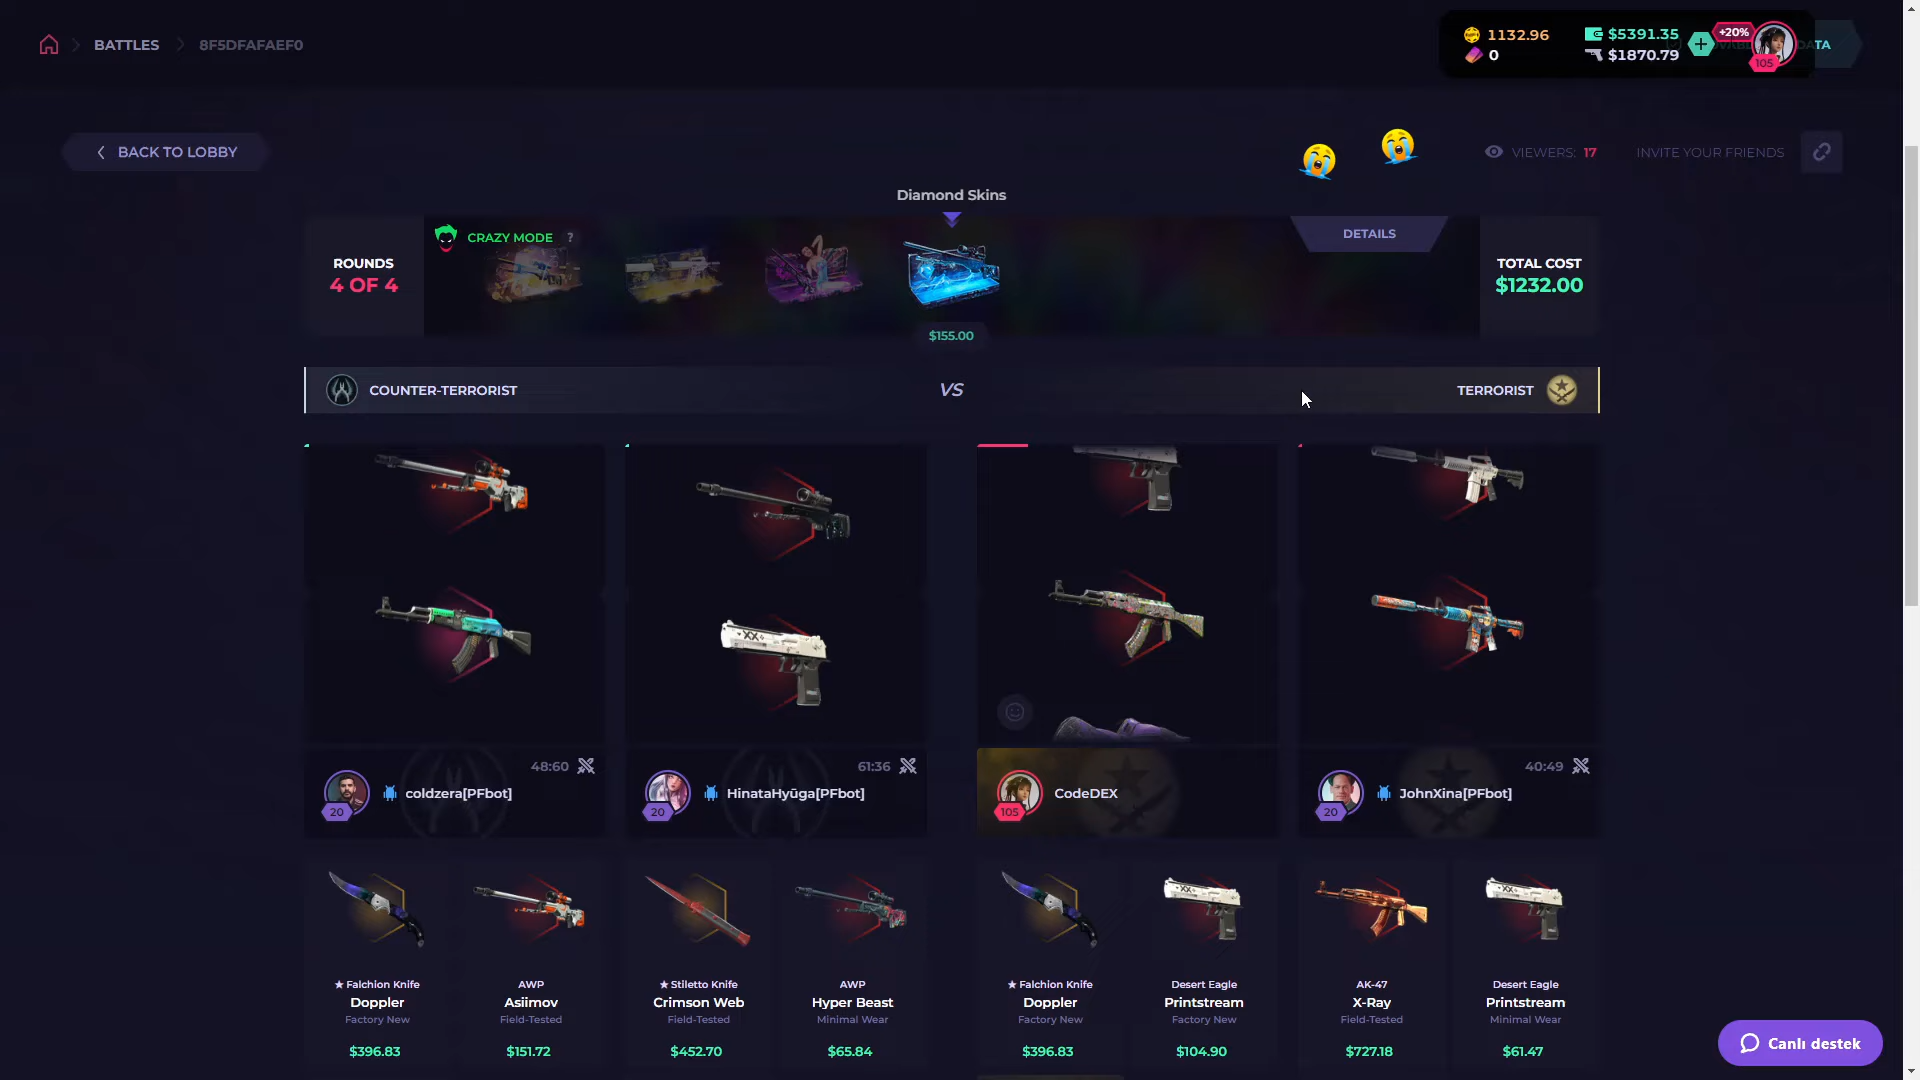 BATTLES
8F5DFAFAEF0
1132.96
0
$5391.35
$1870.79
+20%
105
BACK TO LOBBY
VIEWERS: 17
INVITE YOUR FRIENDS
Diamond Skins
ROUNDS
4 OF 4
CRAZY MODE ?
DETAILS
TOTAL COST
$1232.00
$155.00
COUNTER-TERRORIST
VS
TERRORIST
48:60
20
coldzera[PFbot]
61:36
20
HinataHyūga[PFbot]
105
CodeDEX
40:49
20
JohnXina[PFbot]
★ Falchion Knife
Doppler
Factory New
$396.83
AWP
Asiimov
Field-Tested
$151.72
★ Stiletto Knife
Crimson Web
Field-Tested
$452.70
AWP
Hyper Beast
Minimal Wear
$65.84
★ Falchion Knife
Doppler
Factory New
$396.83
Desert Eagle
Printstream
Factory New
$104.90
AK-47
X-Ray
Field-Tested
$727.18
Desert Eagle
Printstream
Minimal Wear
$61.47
Canlı destek